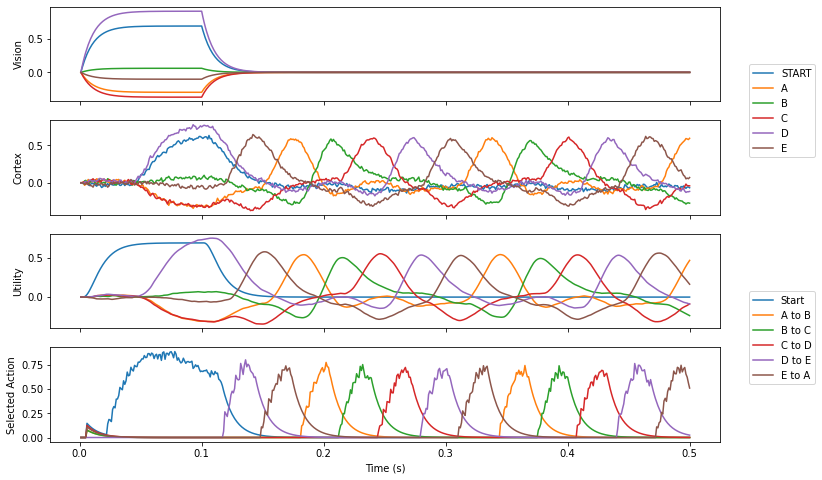 Vision
0.5
0.0
START
A
B
C
D
E
Cortex
0.5
0.0
Utility
0.5
0.0
Start
A to B
B to C
C to D
D to E
E to A
Selected Action
0.75
0.50
0.25
0.00
0.0 0.1 0.2 0.3 0.4 0.5
Time (s)